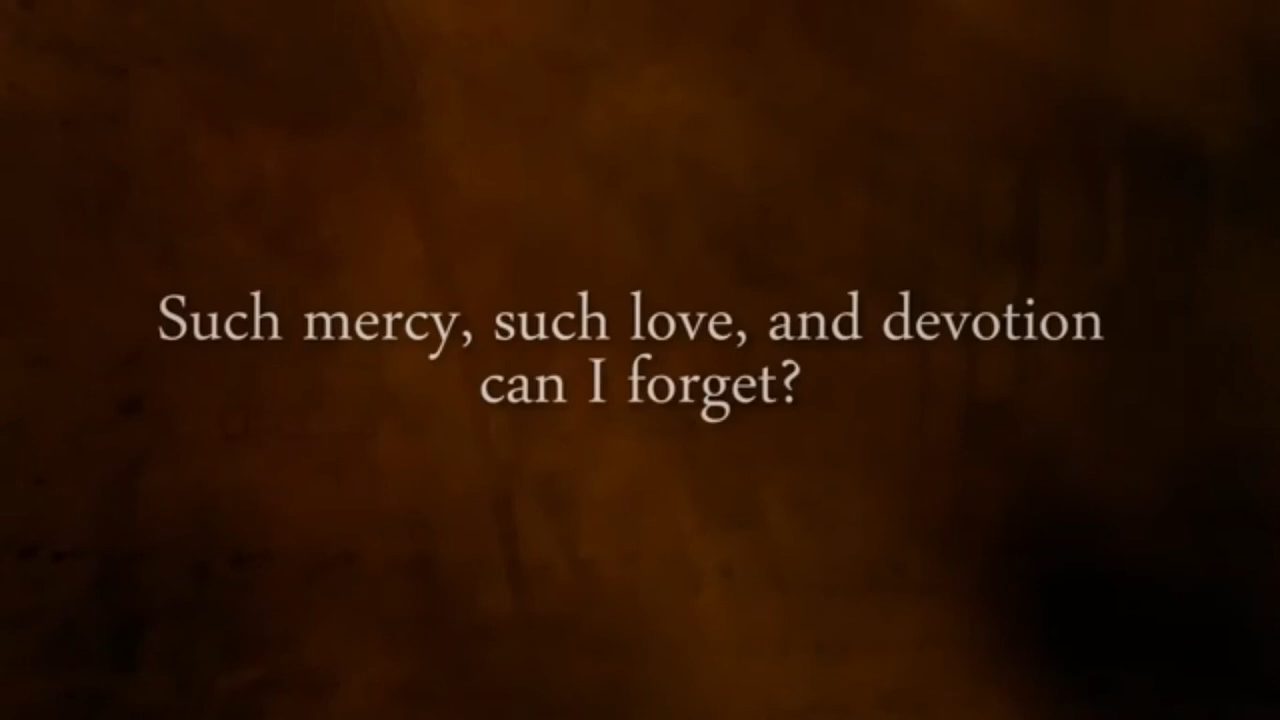 Such mercy, such love, and devotion
can I forget?